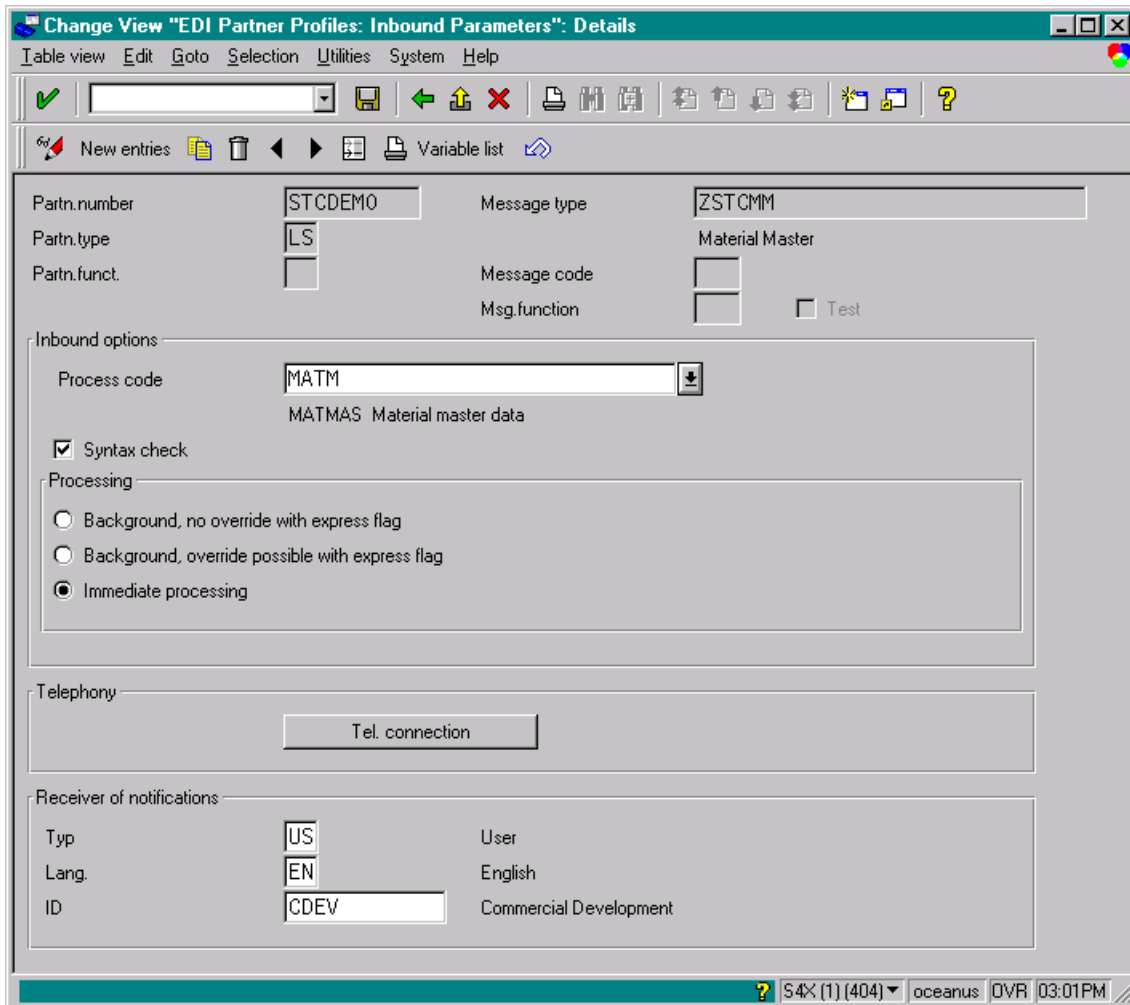 Change View "EDI Partner Profiles: Inbound Parameters": Details
Table view Edit Goto Selection Utilities System Help
New entries Variable list
Partn.number STCDEMO Message type ZSTCMM
Partn.type LS Material Master
Partn.funct. Message code
Msg.function Test
Inbound options
Process code MATM
MATMAS Material master data
Syntax check
Processing
Background, no override with express flag
Background, override possible with express flag
Immediate processing
Telephony
Tel. connection
Receiver of notifications
Typ US User
Lang. EN English
ID CDEV Commercial Development
S4X (1) (404) oceanus OVR 03:01PM